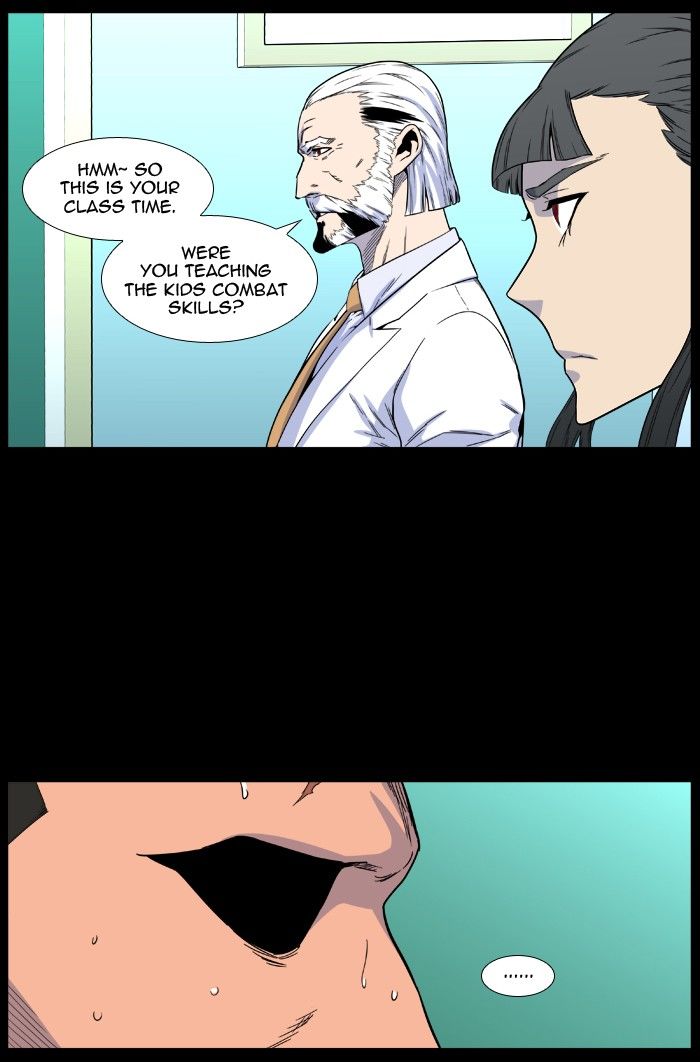 HMM~ SO
THIS IS YOUR
CLASS TIME.
WERE
YOU TEACHING
THE KIDS COMBAT
SKILLS?
......